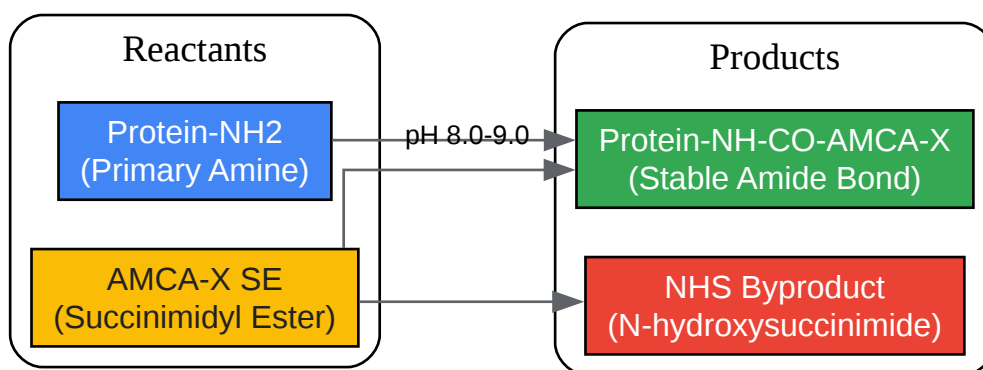 Reactants
Protein-NH2
(Primary Amine)
AMCA-X SE
(Succinimidyl Ester)
pH 8.0-9.0
Products
Protein-NH-CO-AMCA-X
(Stable Amide Bond)
NHS Byproduct
(N-hydroxysuccinimide)